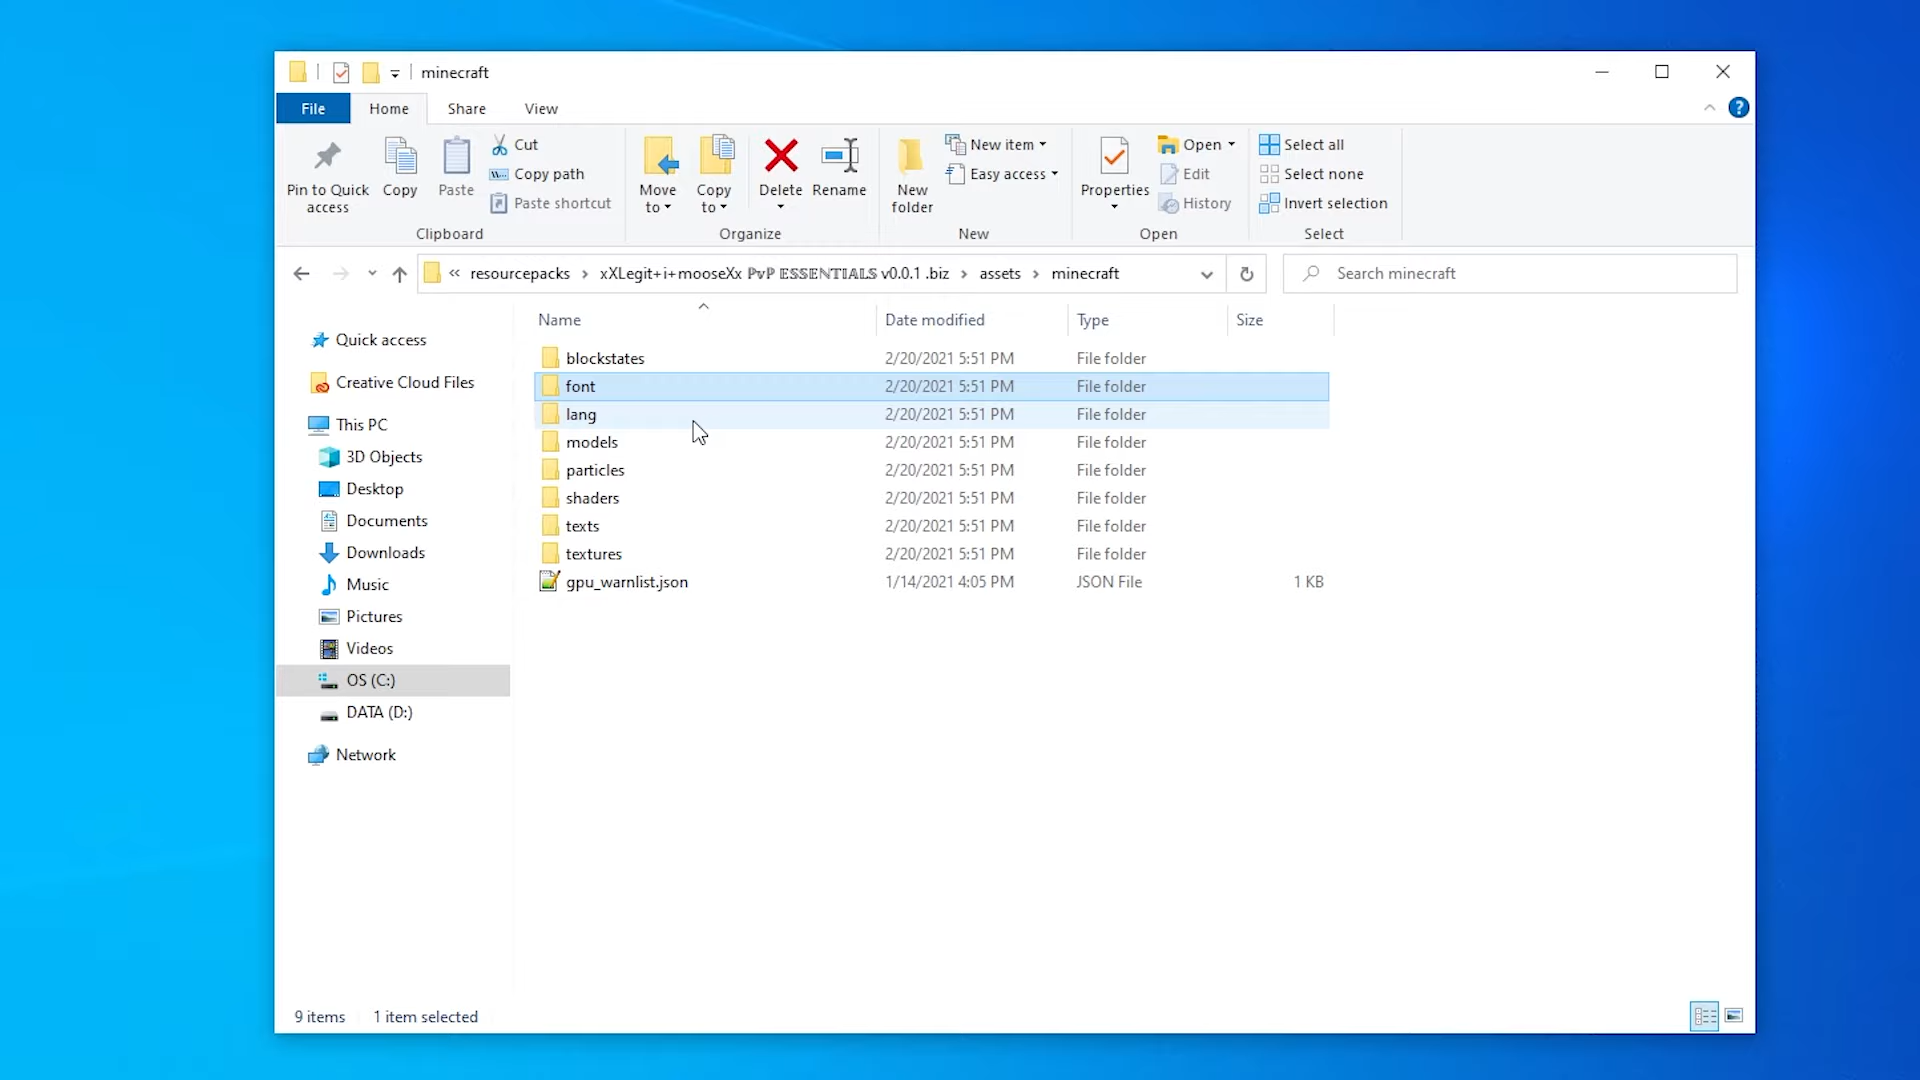 minecraft
File Home Share View
Pin to Quick access
Copy
Paste
Cut
Copy path
Paste shortcut
Clipboard
Move to
Copy to
Delete
Rename
Organize
New folder
New item
Easy access
New
Properties
Open
Edit
History
Open
Select all
Select none
Invert selection
Select
« resourcepacks › xXLegit+i+mooseXx ℙ𝕧ℙ 𝔼𝕊𝕊𝔼ℕ𝕋𝕀𝔸𝕃𝕊 v0.0.1 .biz › assets › minecraft
Search minecraft
Quick access
Creative Cloud Files
This PC
3D Objects
Desktop
Documents
Downloads
Music
Pictures
Videos
OS (C:)
DATA (D:)
Network
Name Date modified Type Size
blockstates 2/20/2021 5:51 PM File folder
font 2/20/2021 5:51 PM File folder
lang 2/20/2021 5:51 PM File folder
models 2/20/2021 5:51 PM File folder
particles 2/20/2021 5:51 PM File folder
shaders 2/20/2021 5:51 PM File folder
texts 2/20/2021 5:51 PM File folder
textures 2/20/2021 5:51 PM File folder
gpu_warnlist.json 1/14/2021 4:05 PM JSON File 1 KB
9 items 1 item selected